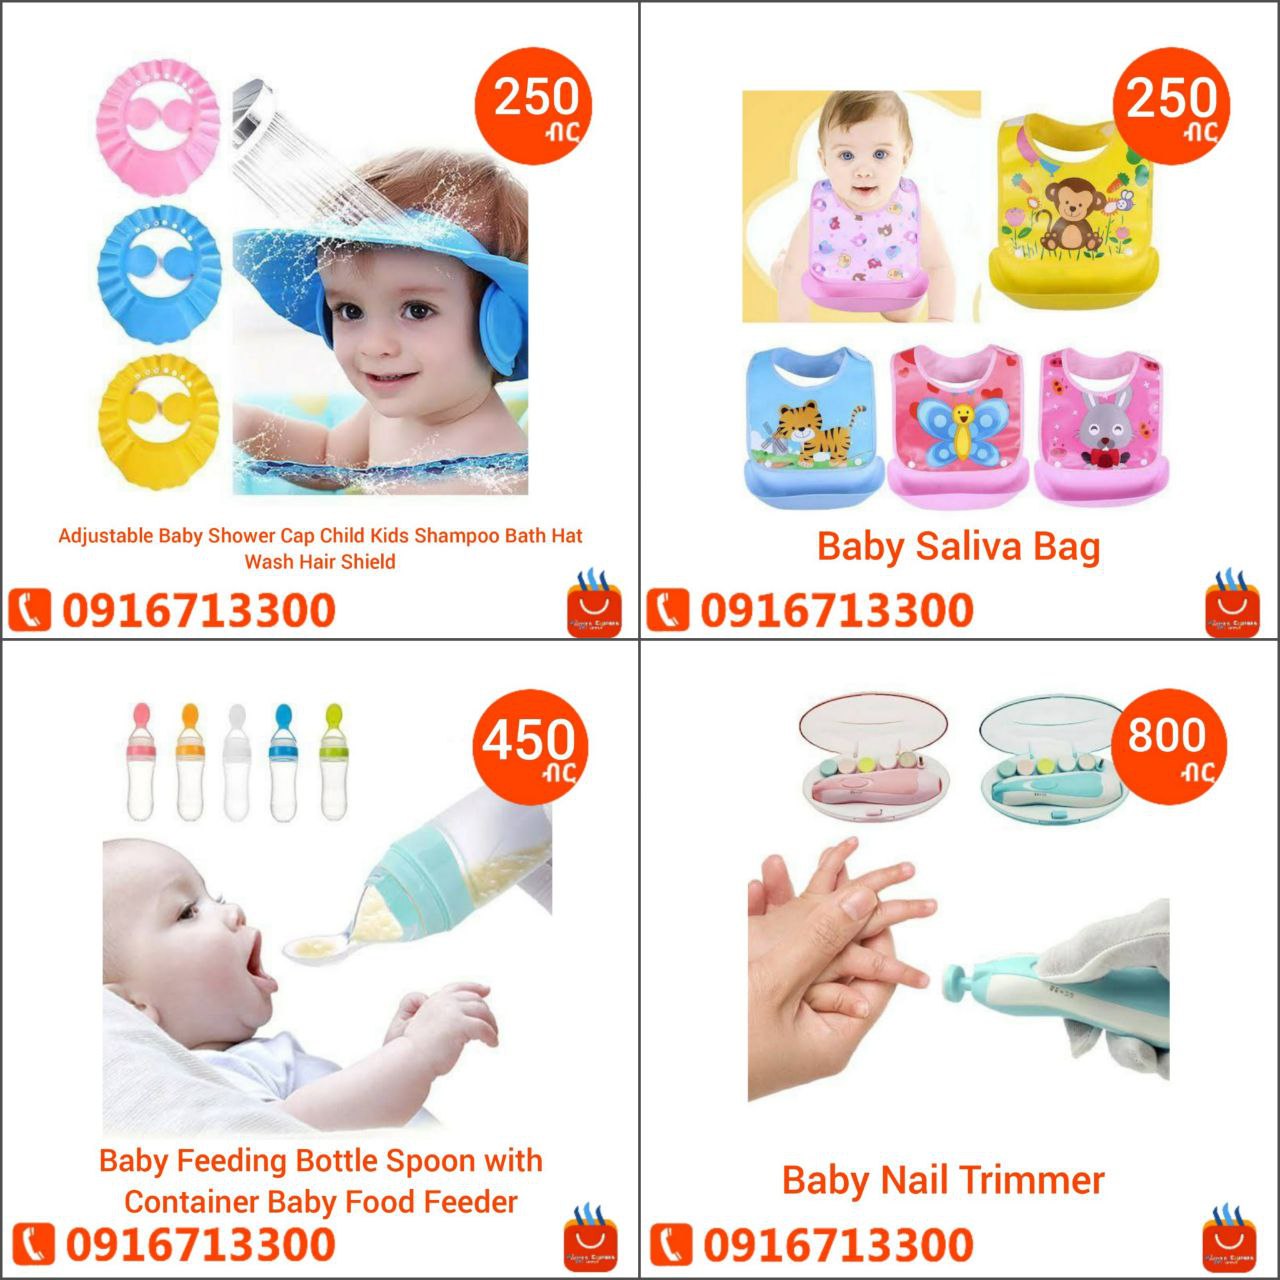 250
ብር
Adjustable Baby Shower Cap Child Kids Shampoo Bath Hat
Wash Hair Shield
0916713300
250
ብር
Baby Saliva Bag
0916713300
450
ብር
Baby Feeding Bottle Spoon with
Container Baby Food Feeder
0916713300
800
ብር
Baby Nail Trimmer
0916713300